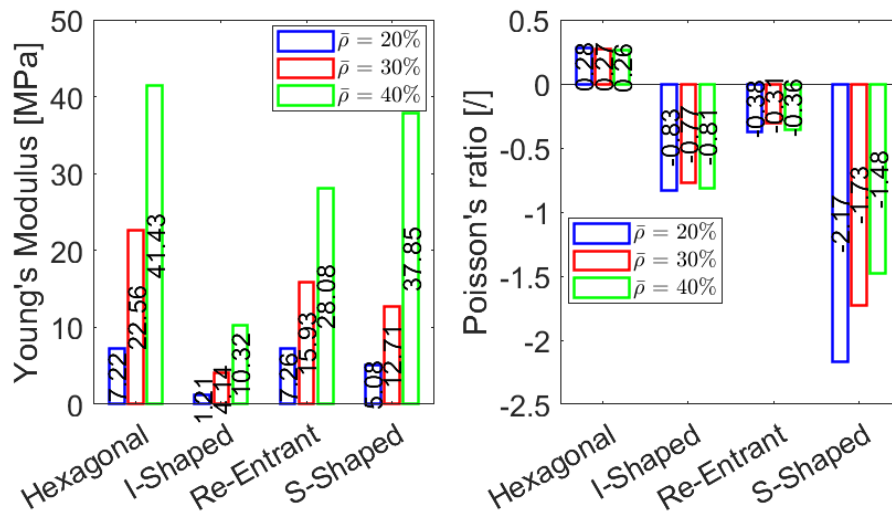 Young's Modulus [MPa]
50
40
30
20
10
0
ρ̄ = 20%
ρ̄ = 30%
ρ̄ = 40%
7.22
22.56
41.43
1.21
4.14
10.32
7.26
15.93
28.08
5.08
12.71
37.85
Hexagonal
I-Shaped
Re-Entrant
S-Shaped
Poisson's ratio [/]
0.5
0
-0.5
-1
-1.5
-2
-2.5
0.28
0.27
0.26
-0.83
-0.77
-0.81
-0.38
-0.31
-0.36
-2.17
-1.73
-1.48
ρ̄ = 20%
ρ̄ = 30%
ρ̄ = 40%
Hexagonal
I-Shaped
Re-Entrant
S-Shaped